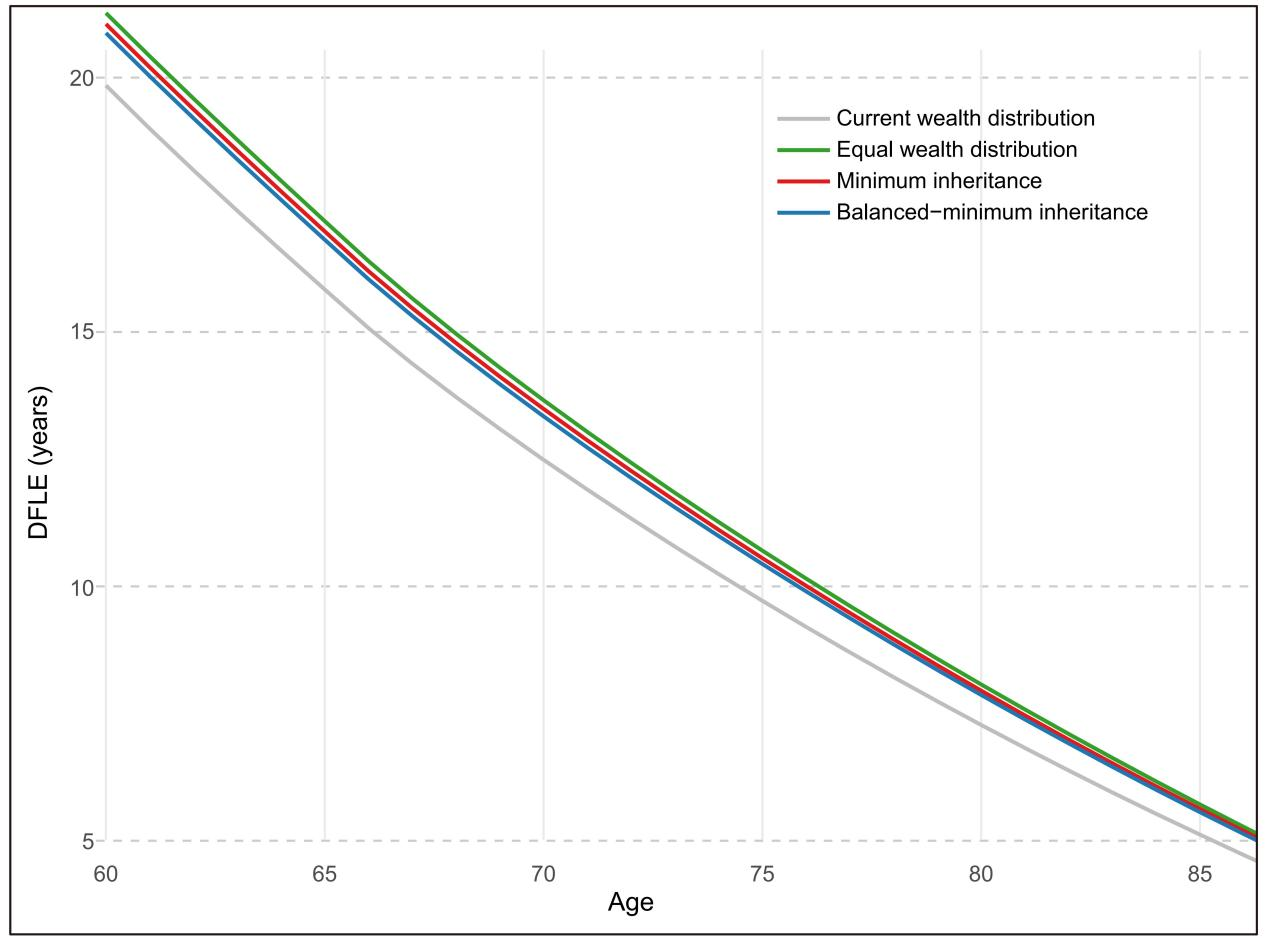 20
Current wealth distribution
Equal wealth distribution
Minimum inheritance
Balanced−minimum inheritance
15
10
5
DFLE (years)
60 65 70 75 80 85
Age